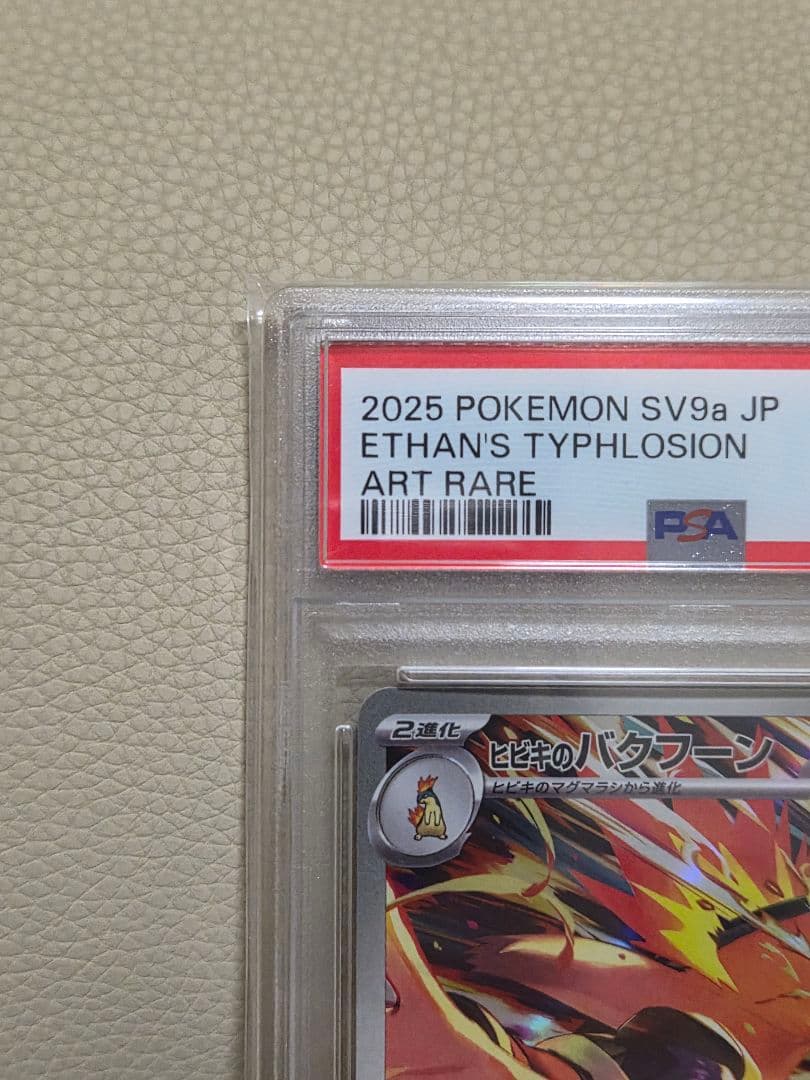 2025 POKEMON SV9a JP
ETHAN'S TYPHLOSION
ART RARE
PSA
2進化
ヒビキのバクフーン
ヒビキのマグマラシから進化